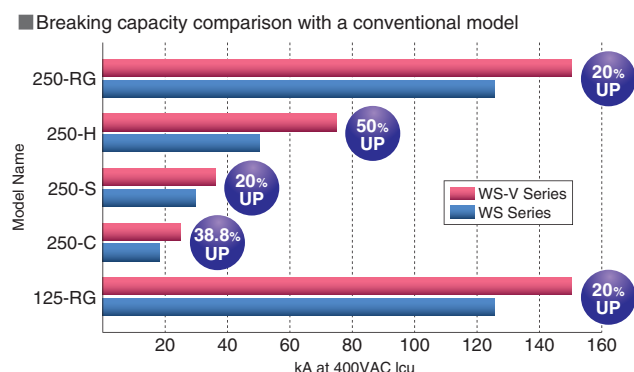 ■ Breaking capacity comparison with a conventional model
Model Name
250-RG
20% UP
250-H
50% UP
250-S
20% UP
250-C
38.8% UP
125-RG
20% UP
WS-V Series
WS Series
20 40 60 80 100 120 140 160
kA at 400VAC Icu